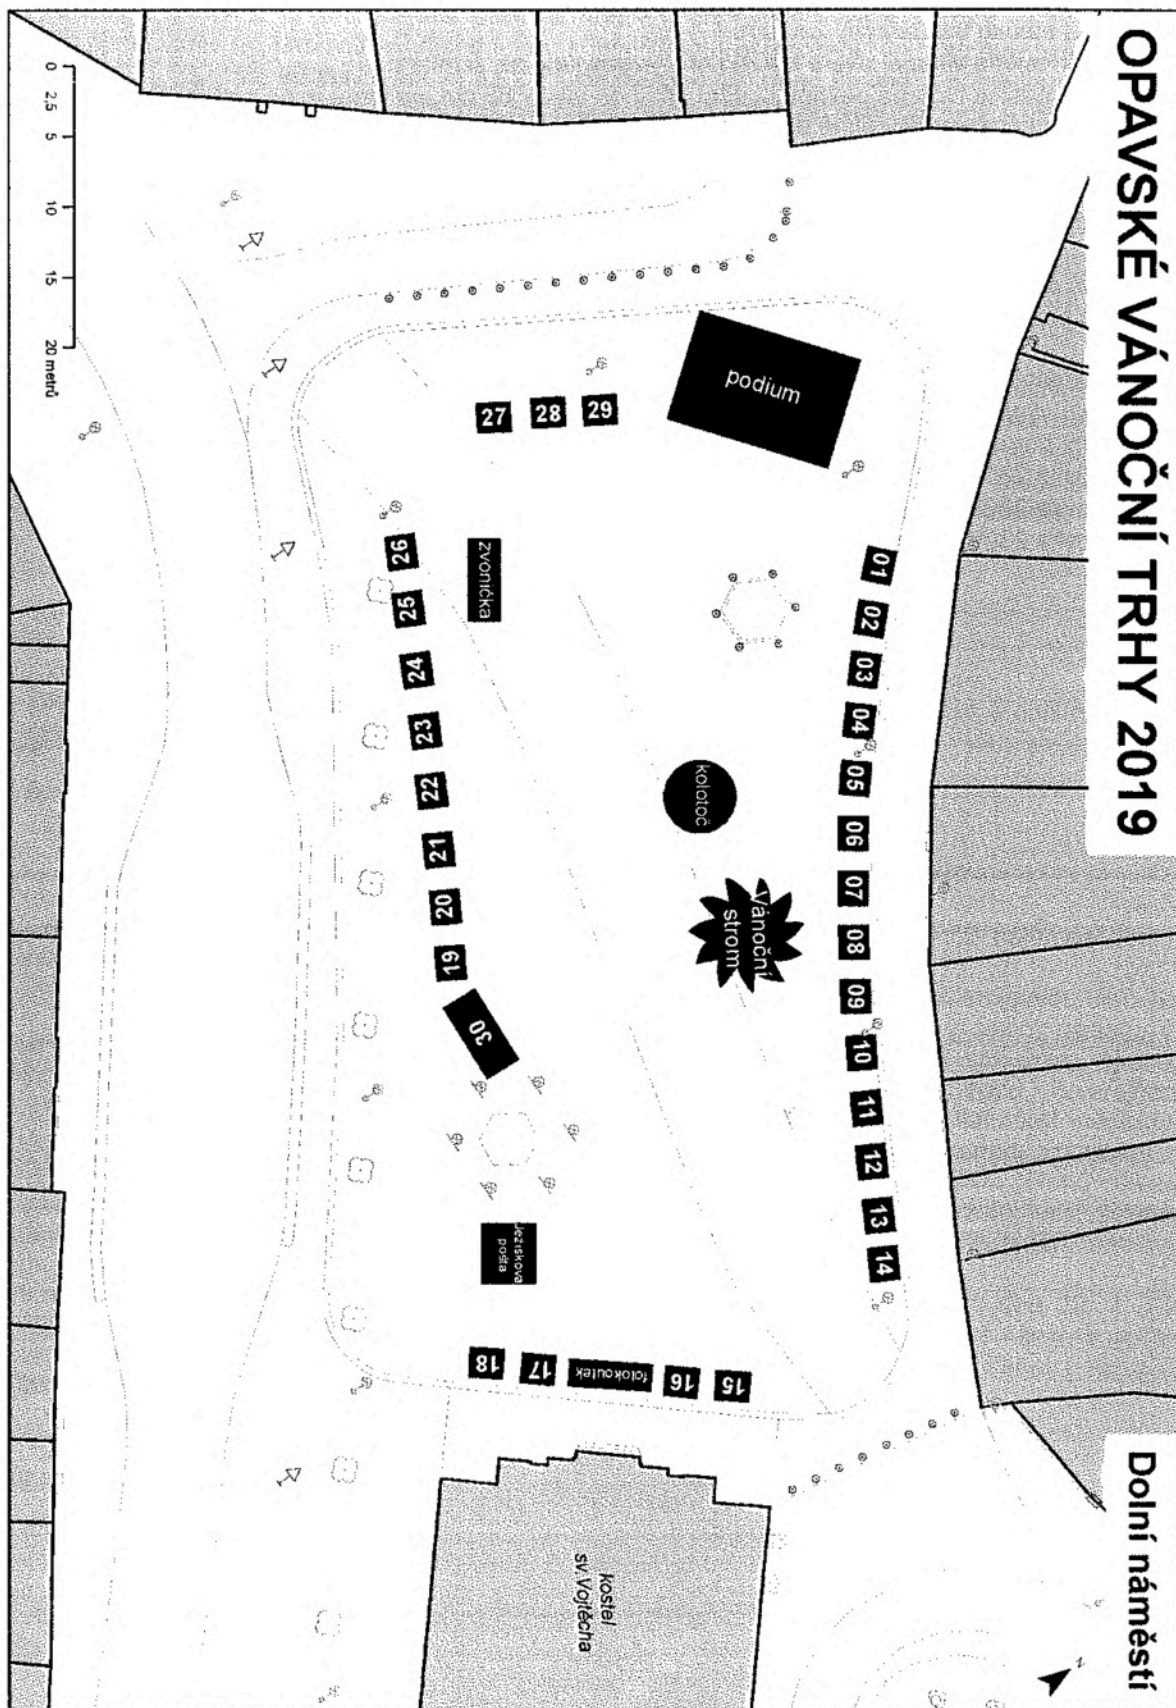 OPAVSKÉ VÁNOČNÍ TRHY 2019
Dolní náměstí
0
2,5
5
10
15
20 metrů
podium
27
28
29
26
25
24
23
22
21
20
19
30
zvonička
kolotoč
Vánoční
strom
01
02
03
04
05
06
07
08
09
10
11
12
13
14
Ježíškova
pošta
18
17
fotokoutek
16
15
kostel
sv.Vojtěcha
z